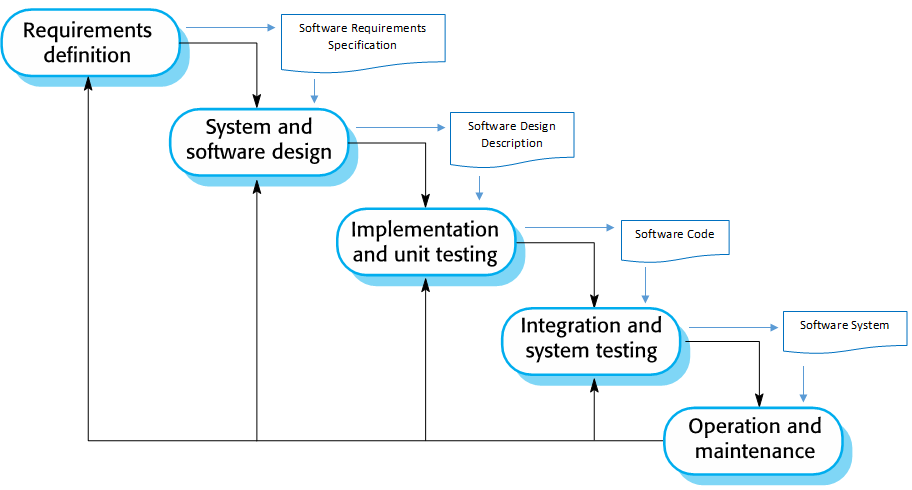 Requirements
definition
Software Requirements
Specification
System and
software design
Software Design
Description
Implementation
and unit testing
Software Code
Integration and
system testing
Software System
Operation and
maintenance